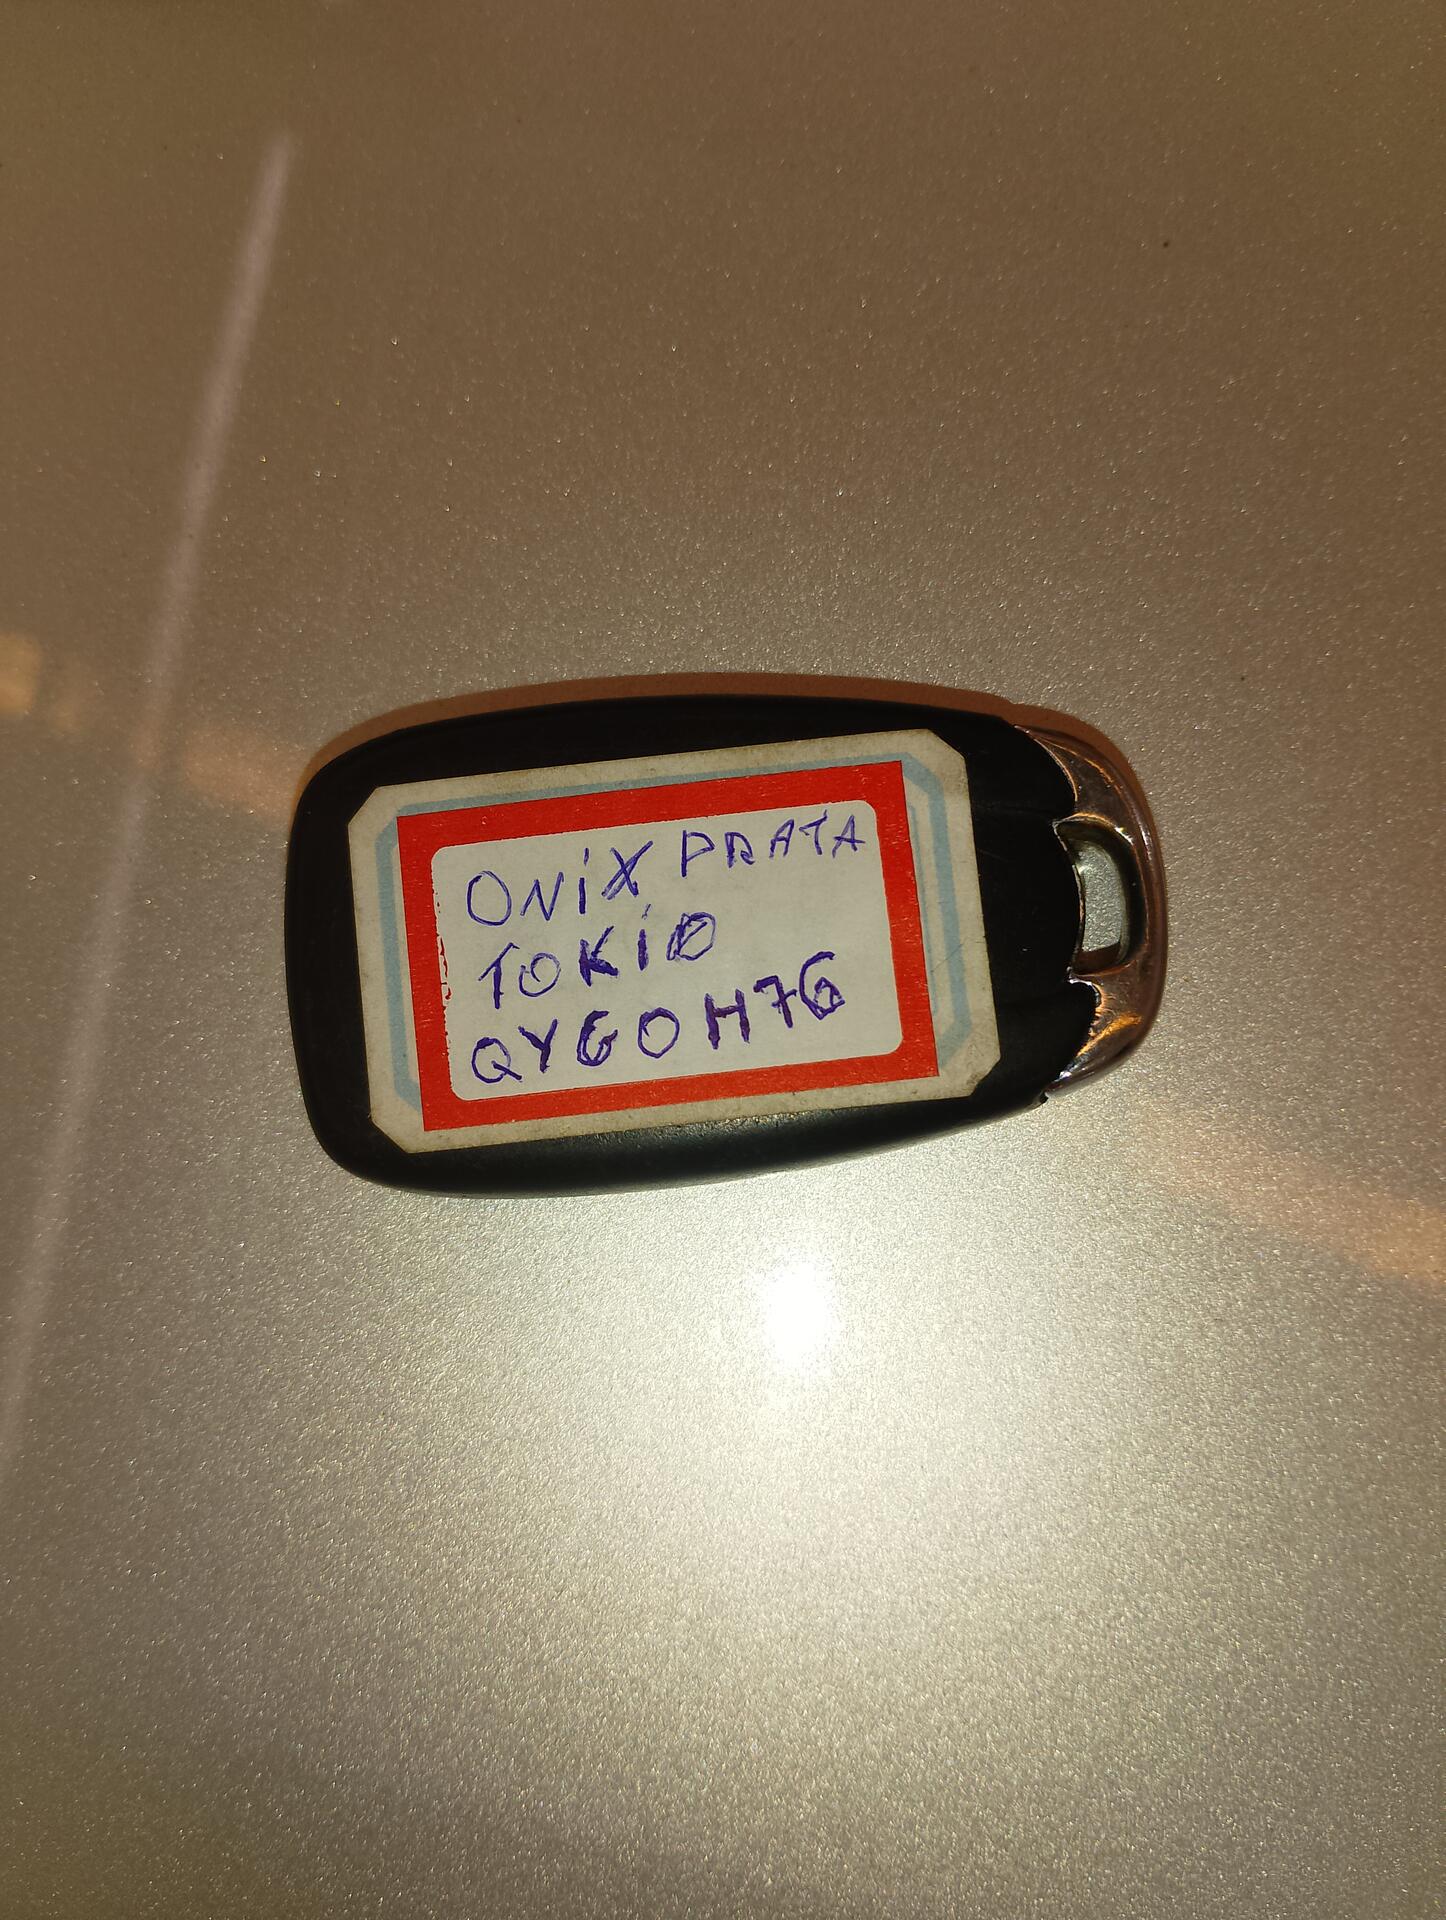 ONiX PRATA
TOKiO
QYG0H76